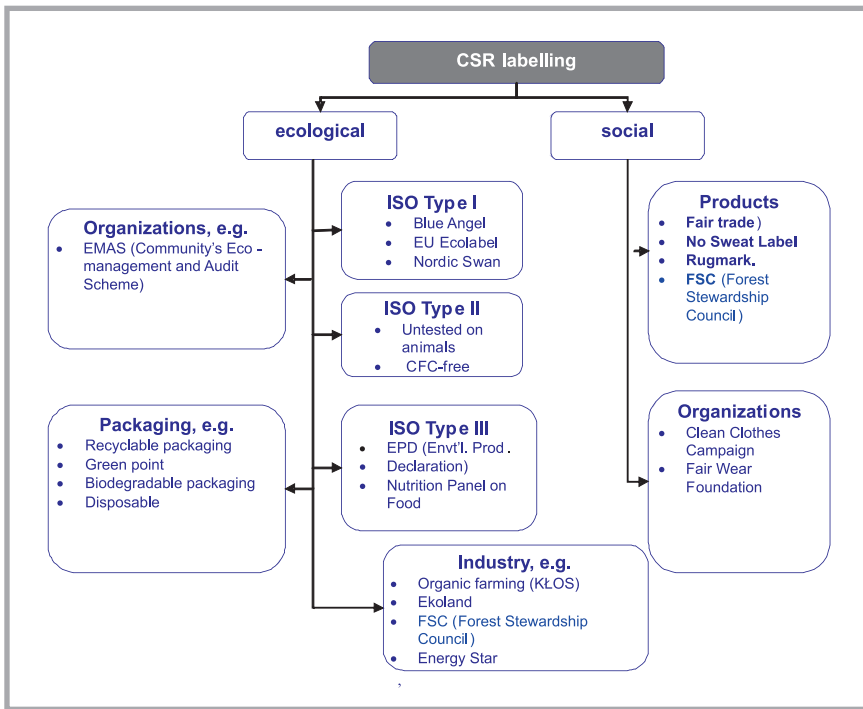 CSR labelling
ecological
social
Organizations, e.g.
• EMAS (Community's Eco -
management and Audit
Scheme)
ISO Type I
• Blue Angel
• EU Ecolabel
• Nordic Swan
Products
• Fair trade)
• No Sweat Label
• Rugmark.
• FSC (Forest
Stewardship
Council)
ISO Type II
• Untested on
animals
• CFC-free
Packaging, e.g.
• Recyclable packaging
• Green point
• Biodegradable packaging
• Disposable
ISO Type III
• EPD (Envt'l. Prod.
• Declaration)
• Nutrition Panel on
Food
Organizations
• Clean Clothes
Campaign
• Fair Wear
Foundation
Industry, e.g.
• Organic farming (KŁOS)
• Ekoland
• FSC (Forest Stewardship
Council)
• Energy Star
,